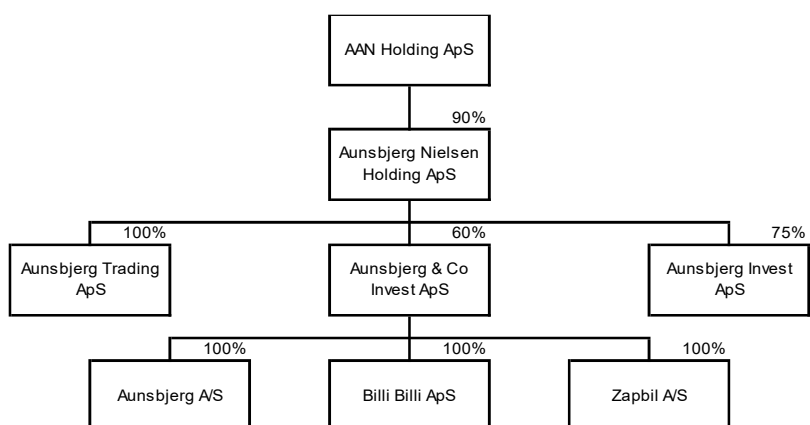 AAN Holding ApS
90%
Aunsbjerg Nielsen
Holding ApS
100%
60%
75%
Aunsbjerg Trading
ApS
Aunsbjerg & Co
Invest ApS
Aunsbjerg Invest
ApS
100%
100%
100%
Aunsbjerg A/S
Billi Billi ApS
Zapbil A/S